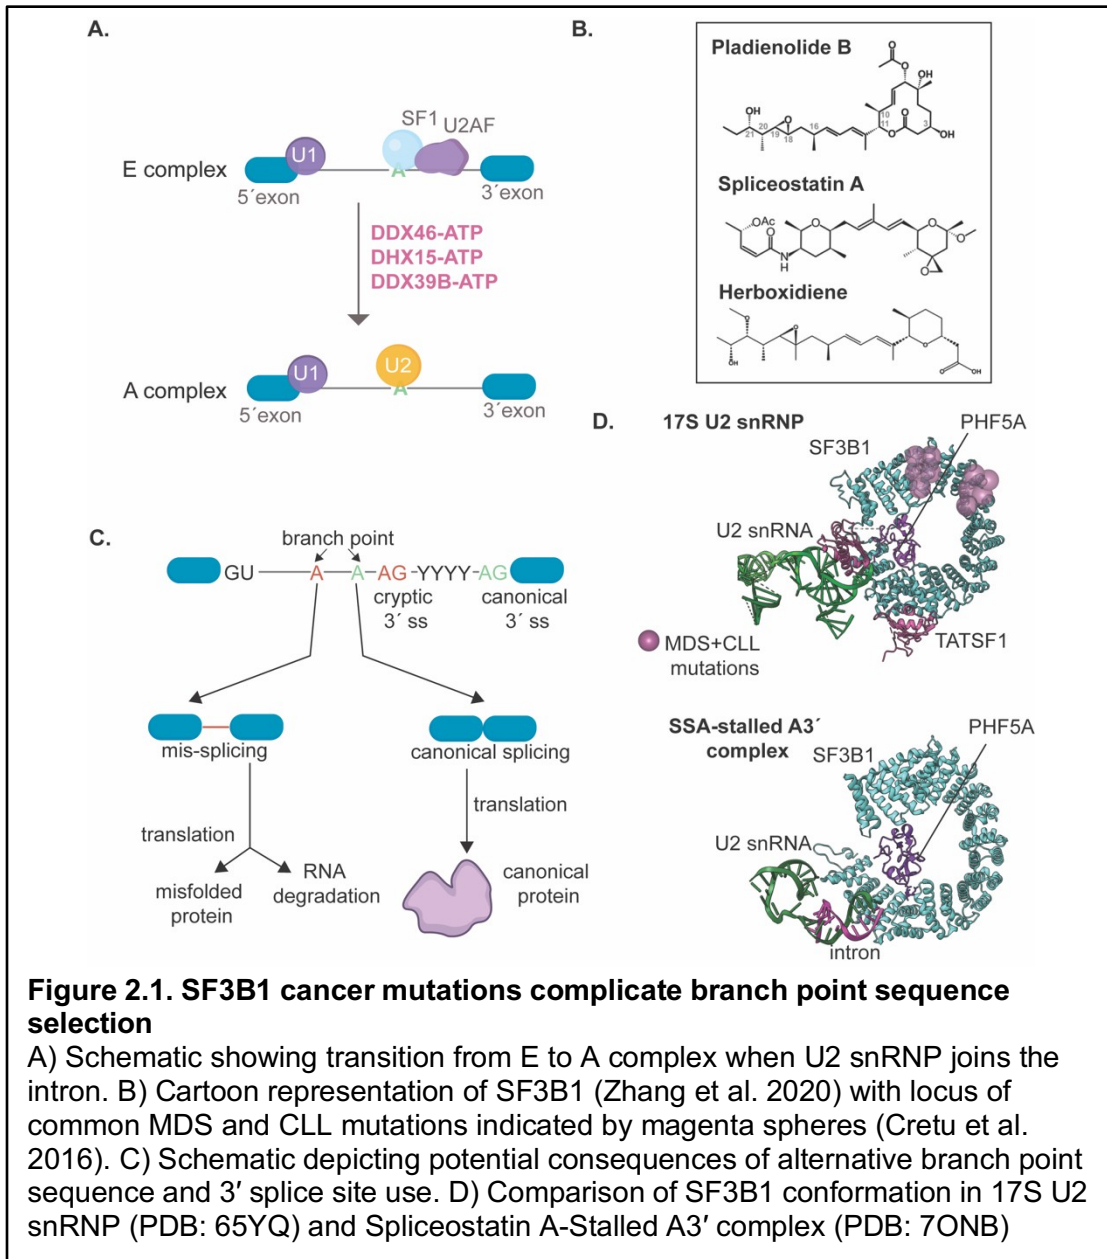 A.
SF1
U2AF
U1
A
E complex
5´exon
3´exon
DDX46-ATP
DHX15-ATP
DDX39B-ATP
U1
U2
A
A complex
5´exon
3´exon
B.
Pladienolide B
O
O
OH
OH
21
20
19
O
18
16
10
11
O
O
3
OH
Spliceostatin A
OAc
O
N
H
O
O
O
O
Herboxidiene
O
OH
O
O
O
OH
C.
branch point
GU
A
A
AG
YYYY
AG
cryptic
3´ ss
canonical
3´ ss
mis-splicing
canonical splicing
translation
translation
misfolded
protein
RNA
degradation
canonical
protein
D.
17S U2 snRNP
PHF5A
SF3B1
U2 snRNA
MDS+CLL
mutations
TATSF1
SSA-stalled A3´
complex
PHF5A
SF3B1
U2 snRNA
intron
Figure 2.1. SF3B1 cancer mutations complicate branch point sequence
selection
A) Schematic showing transition from E to A complex when U2 snRNP joins the
intron. B) Cartoon representation of SF3B1 (Zhang et al. 2020) with locus of
common MDS and CLL mutations indicated by magenta spheres (Cretu et al.
2016). C) Schematic depicting potential consequences of alternative branch point
sequence and 3′ splice site use. D) Comparison of SF3B1 conformation in 17S U2
snRNP (PDB: 65YQ) and Spliceostatin A-Stalled A3′ complex (PDB: 7ONB)